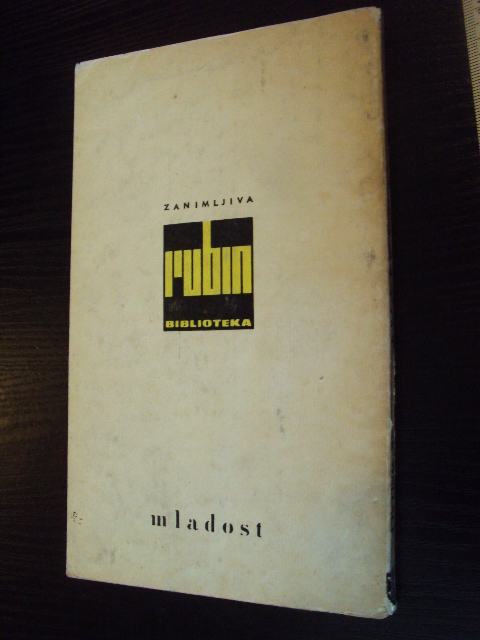 ZANIMLJIVA
rubin
BIBLIOTEKA
mladost